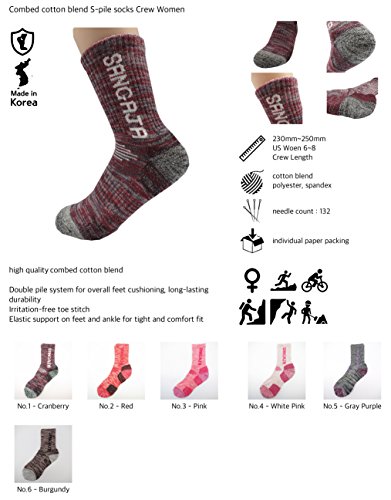 Combed cotton blend S-pile socks Crew Women
Made in
Korea
SANGAJA
230mm~250mm
US Woen 6~8
Crew Length
cotton blend
polyester, spandex
needle count : 132
individual paper packing
high quality combed cotton blend
Double pile system for overall feet cushioning, long-lasting
durability
Irritation-free toe stitch
Elastic support on feet and ankle for tight and comfort fit
No.1 - Cranberry
No.2 - Red
No.3 - Pink
No.4 - White Pink
No.5 - Gray Purple
No.6 - Burgundy